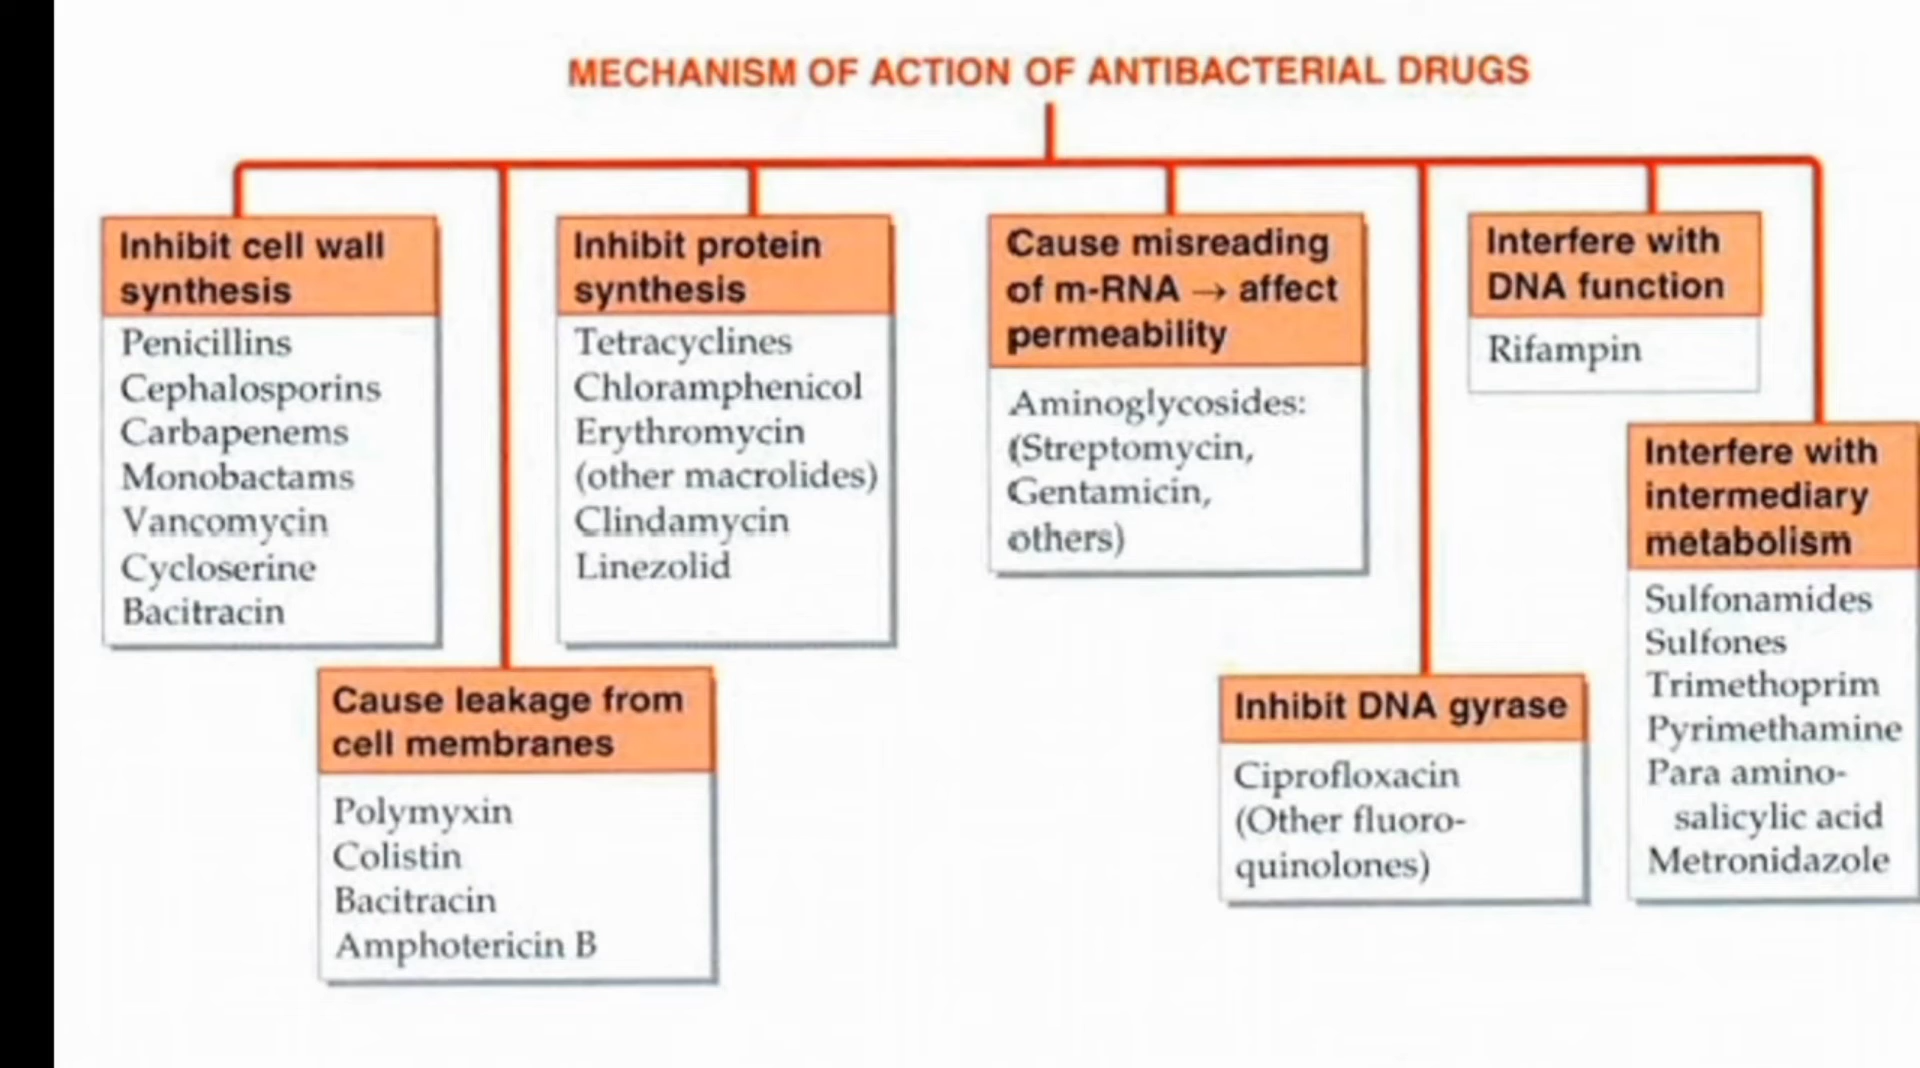 MECHANISM OF ACTION OF ANTIBACTERIAL DRUGS
Inhibit cell wall
synthesis
Penicillins
Cephalosporins
Carbapenems
Monobactams
Vancomycin
Cycloserine
Bacitracin
Cause leakage from
cell membranes
Polymyxin
Colistin
Bacitracin
Amphotericin B
Inhibit protein
synthesis
Tetracyclines
Chloramphenicol
Erythromycin
(other macrolides)
Clindamycin
Linezolid
Cause misreading
of m-RNA → affect
permeability
Aminoglycosides:
(Streptomycin,
Gentamicin,
others)
Inhibit DNA gyrase
Ciprofloxacin
(Other fluoro-
quinolones)
Interfere with
DNA function
Rifampin
Interfere with
intermediary
metabolism
Sulfonamides
Sulfones
Trimethoprim
Pyrimethamine
Para amino-
salicylic acid
Metronidazole